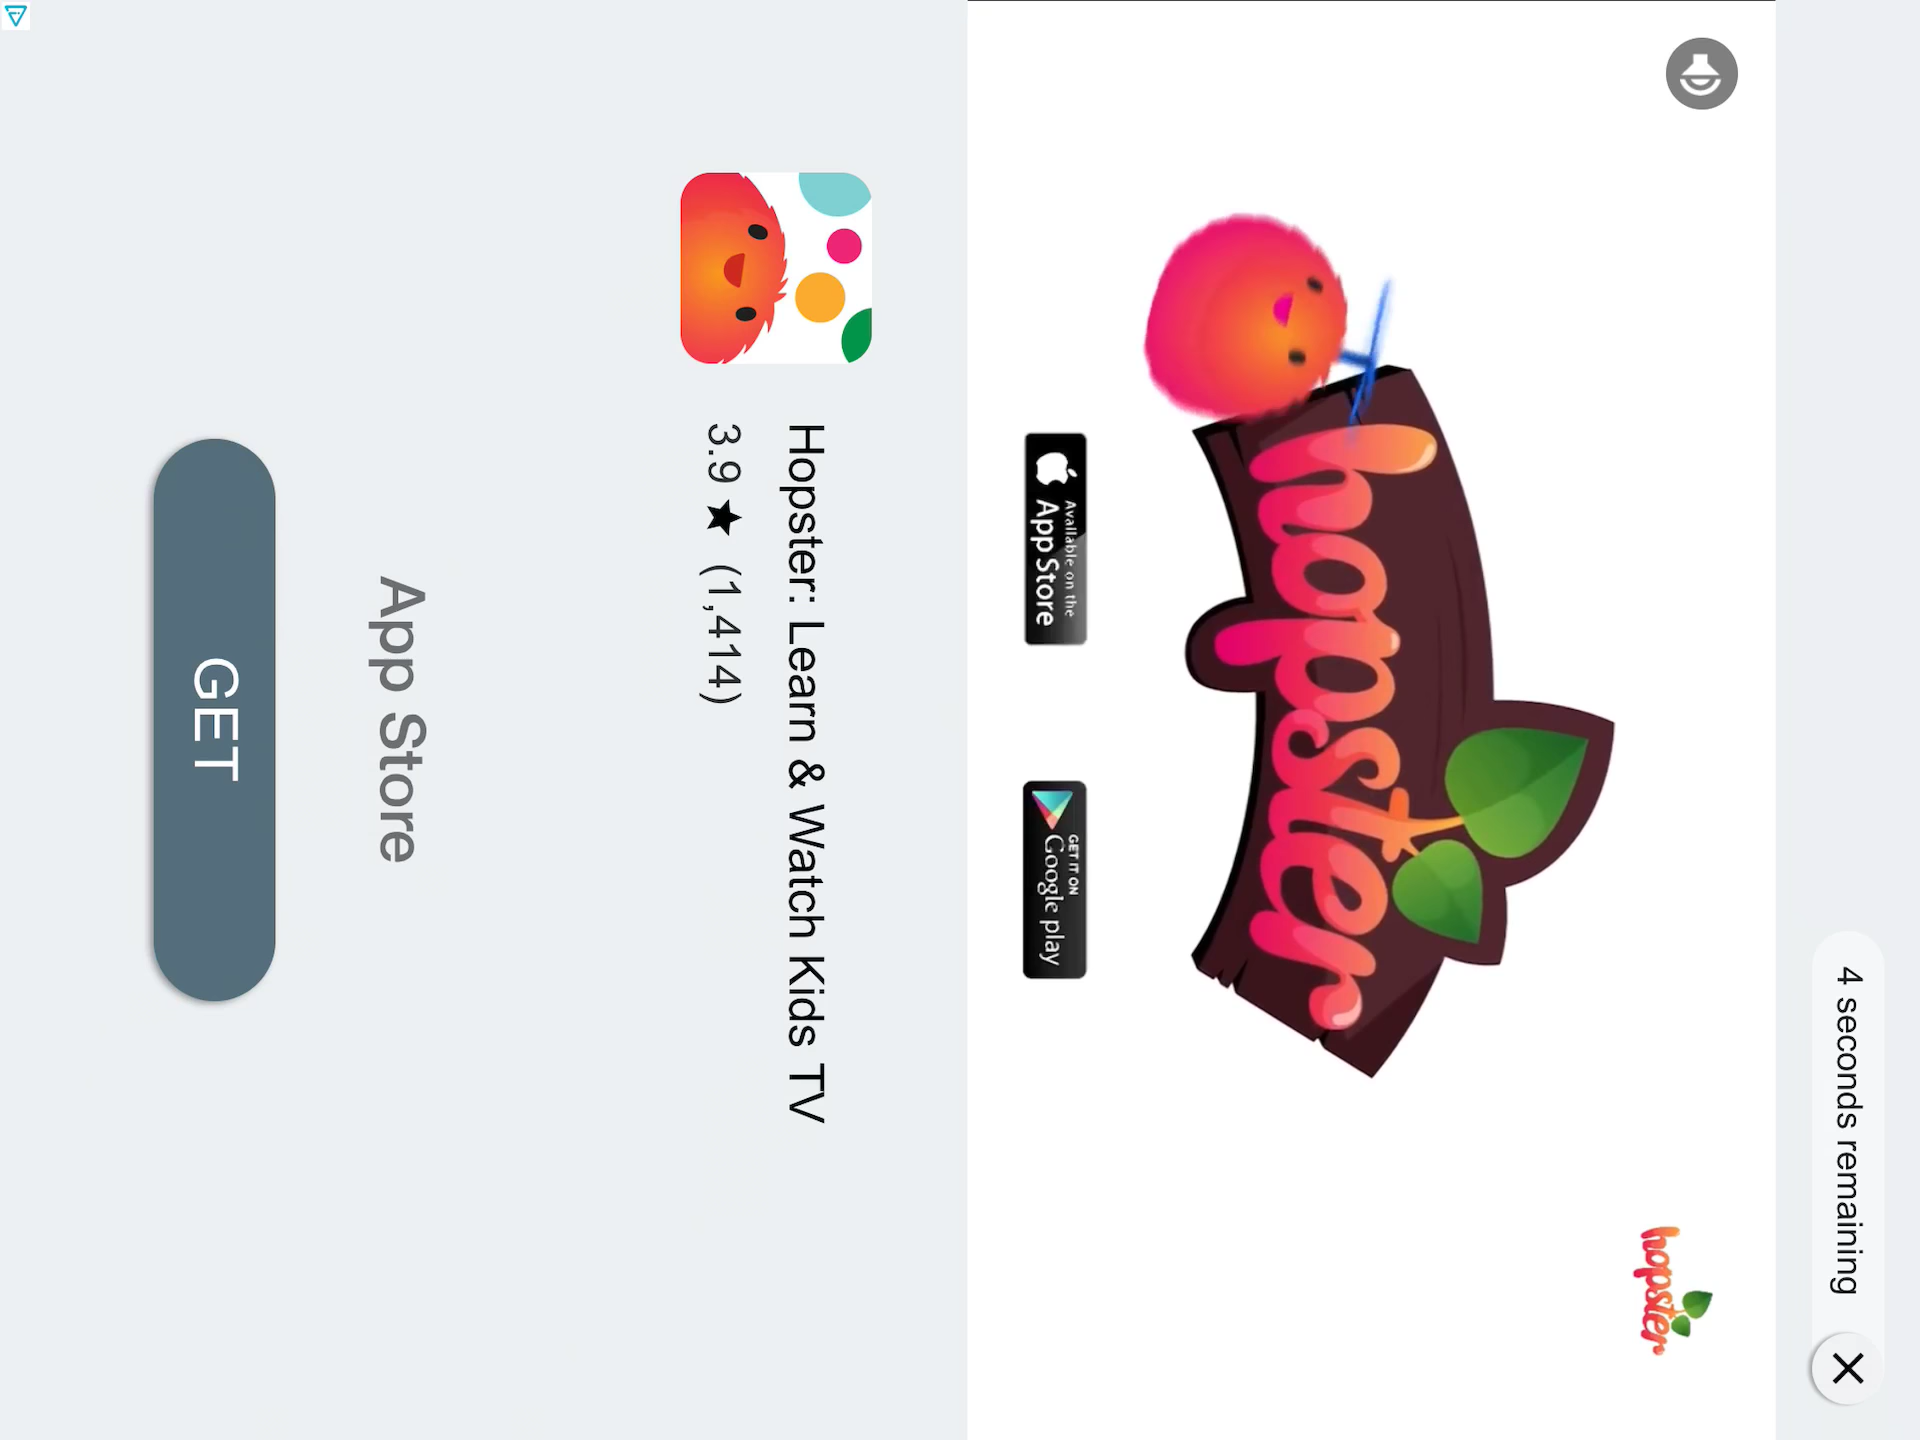 4 seconds remaining
hopster
hopster
Available on the
App Store
GET IT ON
Google play
Hopster: Learn & Watch Kids TV
3.9 ★ (1,414)
App Store
GET